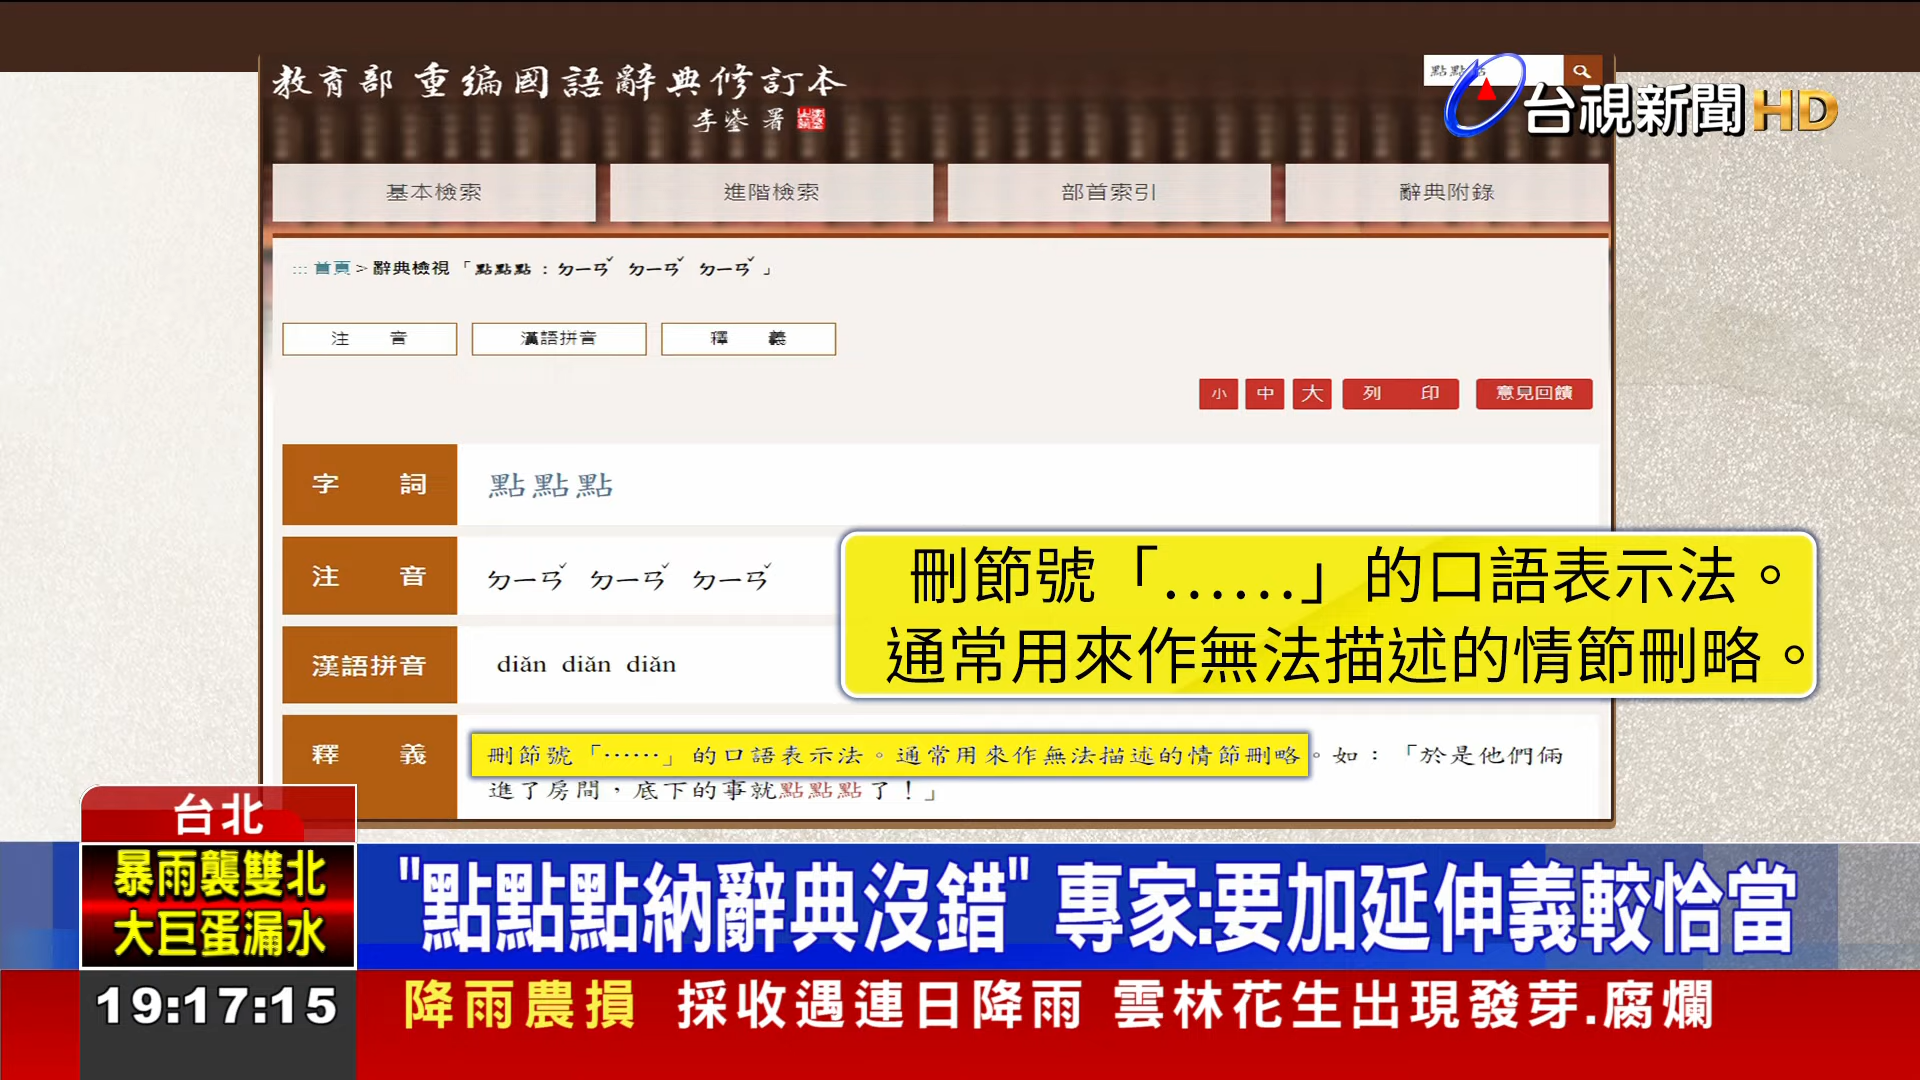 教育部 重編國語辭典修訂本
李鍌 署
台視新聞HD
基本檢索 進階檢索 部首索引 辭典附錄
::: 首頁 > 辭典檢視 「點點點 : ㄉㄧㄢˇ ㄉㄧㄢˇ ㄉㄧㄢˇ 」
注 音 漢語拼音 釋 義
小 中 大 列 印 意見回饋
字 詞 點點點
注 音 ㄉㄧㄢˇ ㄉㄧㄢˇ ㄉㄧㄢˇ
刪節號「……」的口語表示法。
通常用來作無法描述的情節刪略。
漢語拼音 diǎn diǎn diǎn
釋 義 刪節號「……」的口語表示法。通常用來作無法描述的情節刪略。如：「於是他們倆
進了房間，底下的事就點點點了！」
台北
暴雨襲雙北
大巨蛋漏水
"點點點納辭典沒錯" 專家:要加延伸義較恰當
19:17:15
降雨農損 採收遇連日降雨 雲林花生出現發芽.腐爛